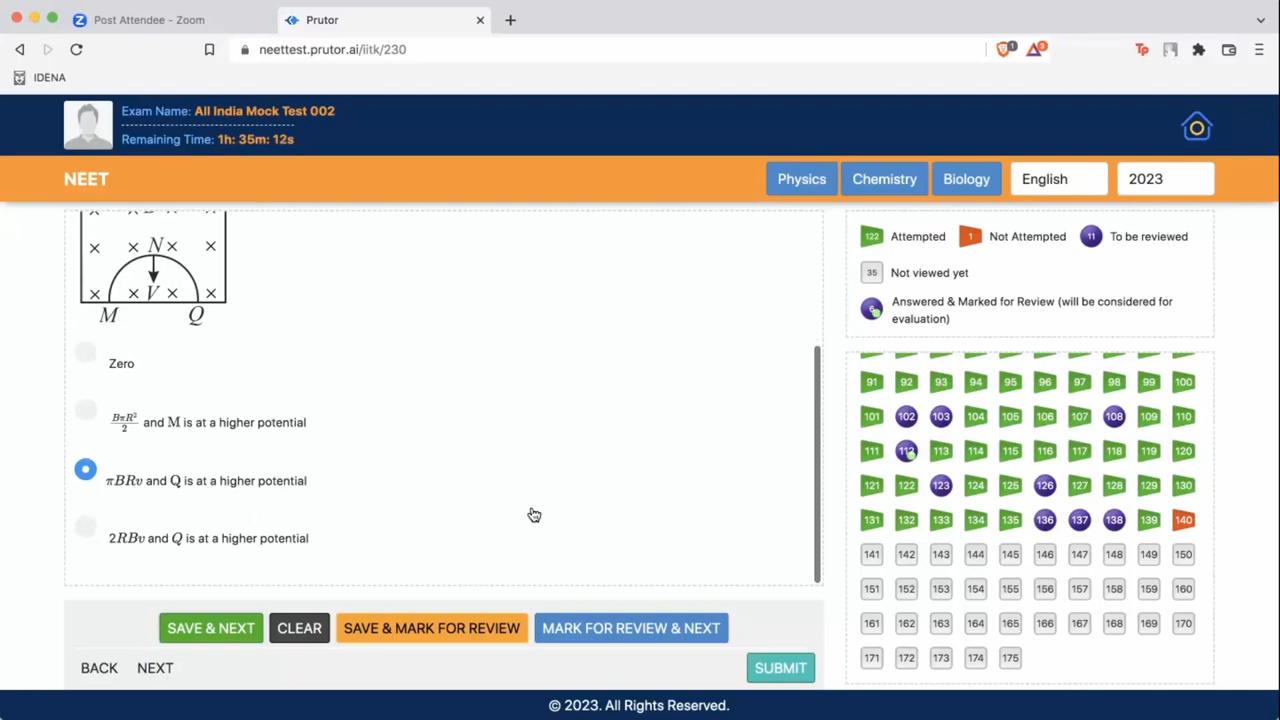 Post Attendee - Zoom
Prutor
neettest.prutor.ai/iitk/230
1
3
Tp
IDENA
Exam Name: All India Mock Test 002
Remaining Time: 1h: 35m: 12s
NEET
Physics
Chemistry
Biology
English
2023
N
V
M
Q
Zero
BπR²/2 and M is at a higher potential
πBRv and Q is at a higher potential
2RBv and Q is at a higher potential
SAVE & NEXT
CLEAR
SAVE & MARK FOR REVIEW
MARK FOR REVIEW & NEXT
BACK
NEXT
SUBMIT
122 Attempted
1 Not Attempted
11 To be reviewed
35 Not viewed yet
Answered & Marked for Review (will be considered for
evaluation)
91 92 93 94 95 96 97 98 99 100
101 102 103 104 105 106 107 108 109 110
111 112 113 114 115 116 117 118 119 120
121 122 123 124 125 126 127 128 129 130
131 132 133 134 135 136 137 138 139 140
141 142 143 144 145 146 147 148 149 150
151 152 153 154 155 156 157 158 159 160
161 162 163 164 165 166 167 168 169 170
171 172 173 174 175
© 2023. All Rights Reserved.